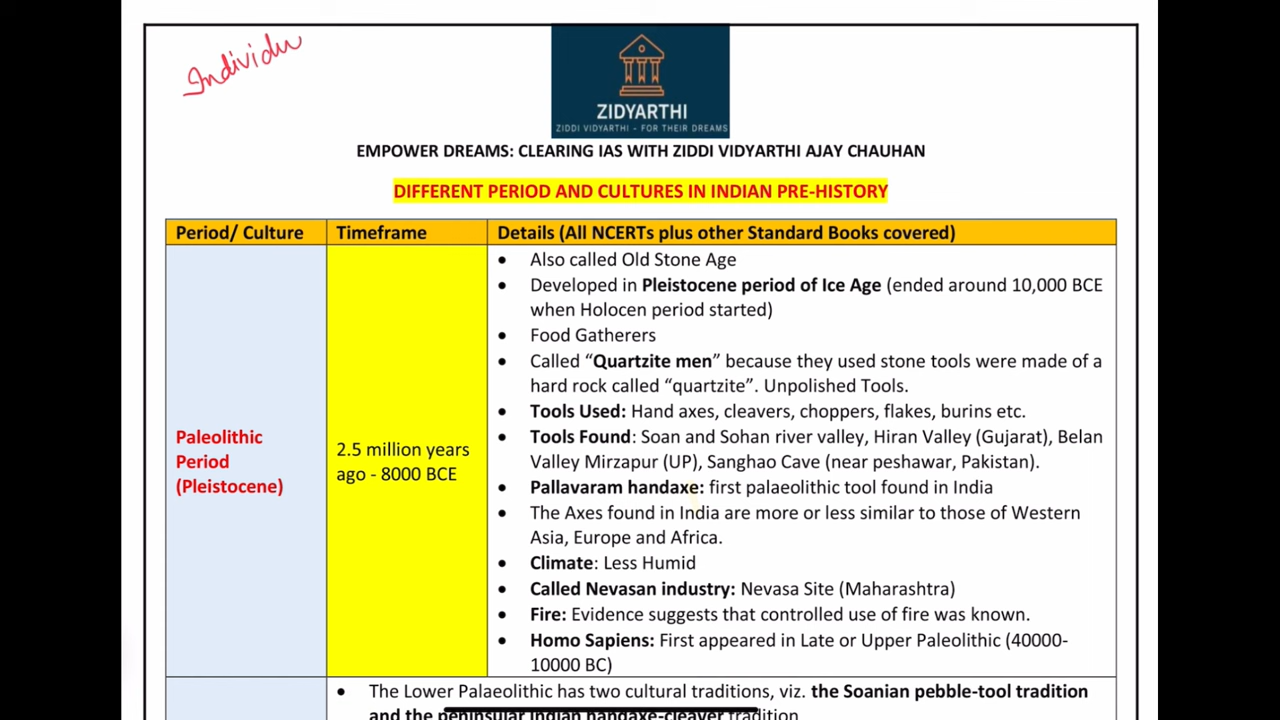 Individu
ZIDYARTHI
ZIDDI VIDYARTHI - FOR THEIR DREAMS
EMPOWER DREAMS: CLEARING IAS WITH ZIDDI VIDYARTHI AJAY CHAUHAN
DIFFERENT PERIOD AND CULTURES IN INDIAN PRE-HISTORY
Period/ Culture Timeframe Details (All NCERTs plus other Standard Books covered)
Paleolithic
Period
(Pleistocene)
2.5 million years
ago - 8000 BCE
• Also called Old Stone Age
• Developed in Pleistocene period of Ice Age (ended around 10,000 BCE
when Holocen period started)
• Food Gatherers
• Called “Quartzite men” because they used stone tools were made of a
hard rock called “quartzite”. Unpolished Tools.
• Tools Used: Hand axes, cleavers, choppers, flakes, burins etc.
• Tools Found: Soan and Sohan river valley, Hiran Valley (Gujarat), Belan
Valley Mirzapur (UP), Sanghao Cave (near peshawar, Pakistan).
• Pallavaram handaxe: first palaeolithic tool found in India
• The Axes found in India are more or less similar to those of Western
Asia, Europe and Africa.
• Climate: Less Humid
• Called Nevasan industry: Nevasa Site (Maharashtra)
• Fire: Evidence suggests that controlled use of fire was known.
• Homo Sapiens: First appeared in Late or Upper Paleolithic (40000-
10000 BC)
• The Lower Palaeolithic has two cultural traditions, viz. the Soanian pebble-tool tradition
and the peninsular Indian handaxe-cleaver tradition